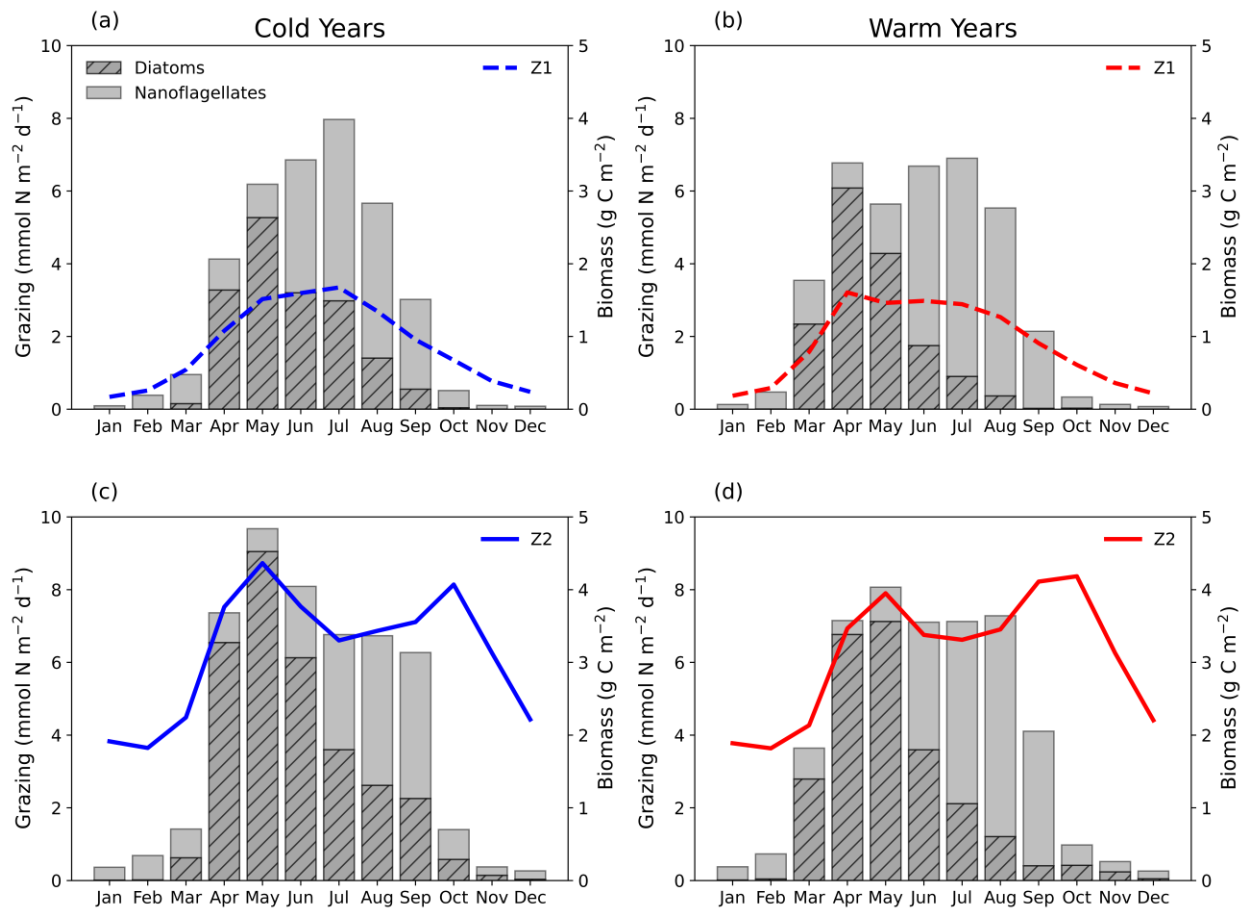 (a)
Cold Years
(b)
Warm Years
10
8
6
4
2
0
Grazing (mmol N m⁻² d⁻¹)
Diatoms
Nanoflagellates
Z1
5
4
3
2
1
0
Biomass (g C m⁻²)
Jan Feb Mar Apr May Jun Jul Aug Sep Oct Nov Dec
10
8
6
4
2
0
Grazing (mmol N m⁻² d⁻¹)
Z1
5
4
3
2
1
0
Biomass (g C m⁻²)
Jan Feb Mar Apr May Jun Jul Aug Sep Oct Nov Dec
(c)
10
8
6
4
2
0
Grazing (mmol N m⁻² d⁻¹)
Z2
5
4
3
2
1
0
Biomass (g C m⁻²)
Jan Feb Mar Apr May Jun Jul Aug Sep Oct Nov Dec
(d)
10
8
6
4
2
0
Grazing (mmol N m⁻² d⁻¹)
Z2
5
4
3
2
1
0
Biomass (g C m⁻²)
Jan Feb Mar Apr May Jun Jul Aug Sep Oct Nov Dec